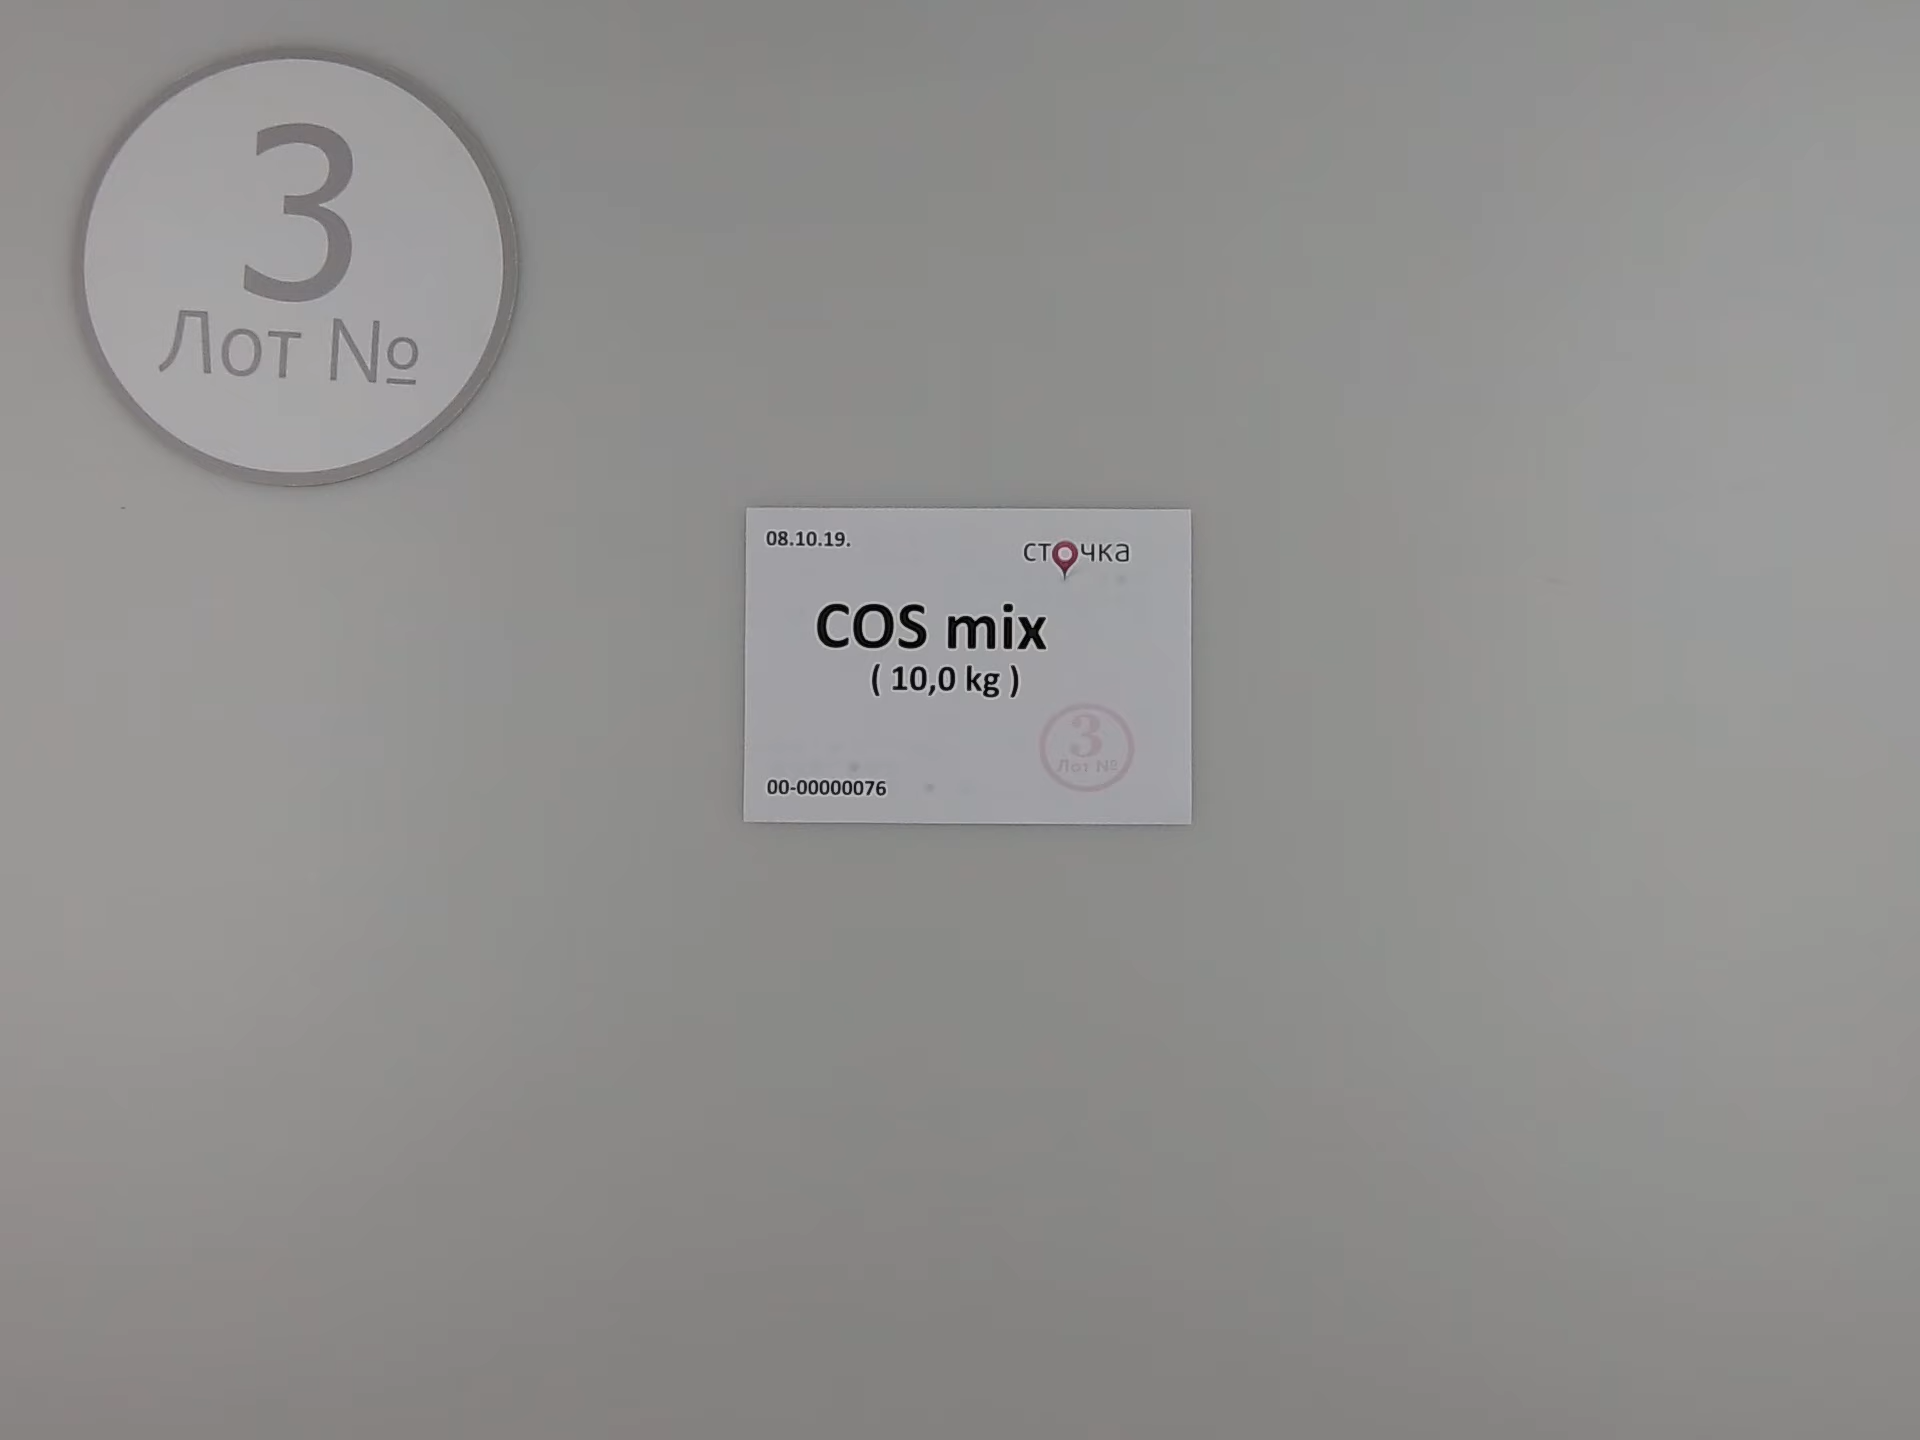 3
Лот №
08.10.19.
сточка
COS mix
( 10,0 kg )
3
Лот №
00-00000076